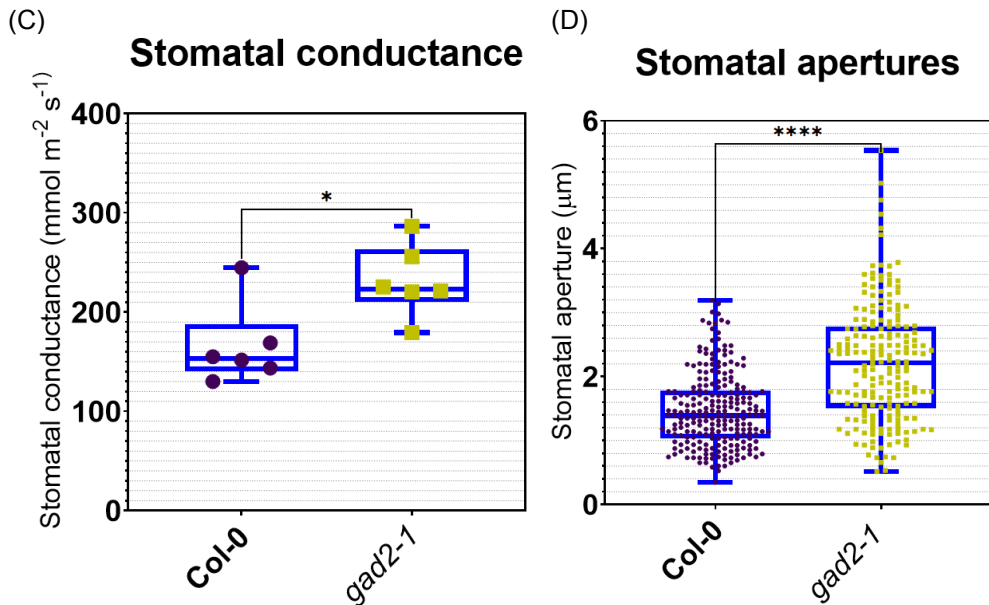 (C)
Stomatal conductance
Stomatal conductance (mmol m⁻² s⁻¹)
400
300
200
100
0
*
Col-0
gad2-1
(D)
Stomatal apertures
Stomatal aperture (μm)
6
4
2
0
****
Col-0
gad2-1